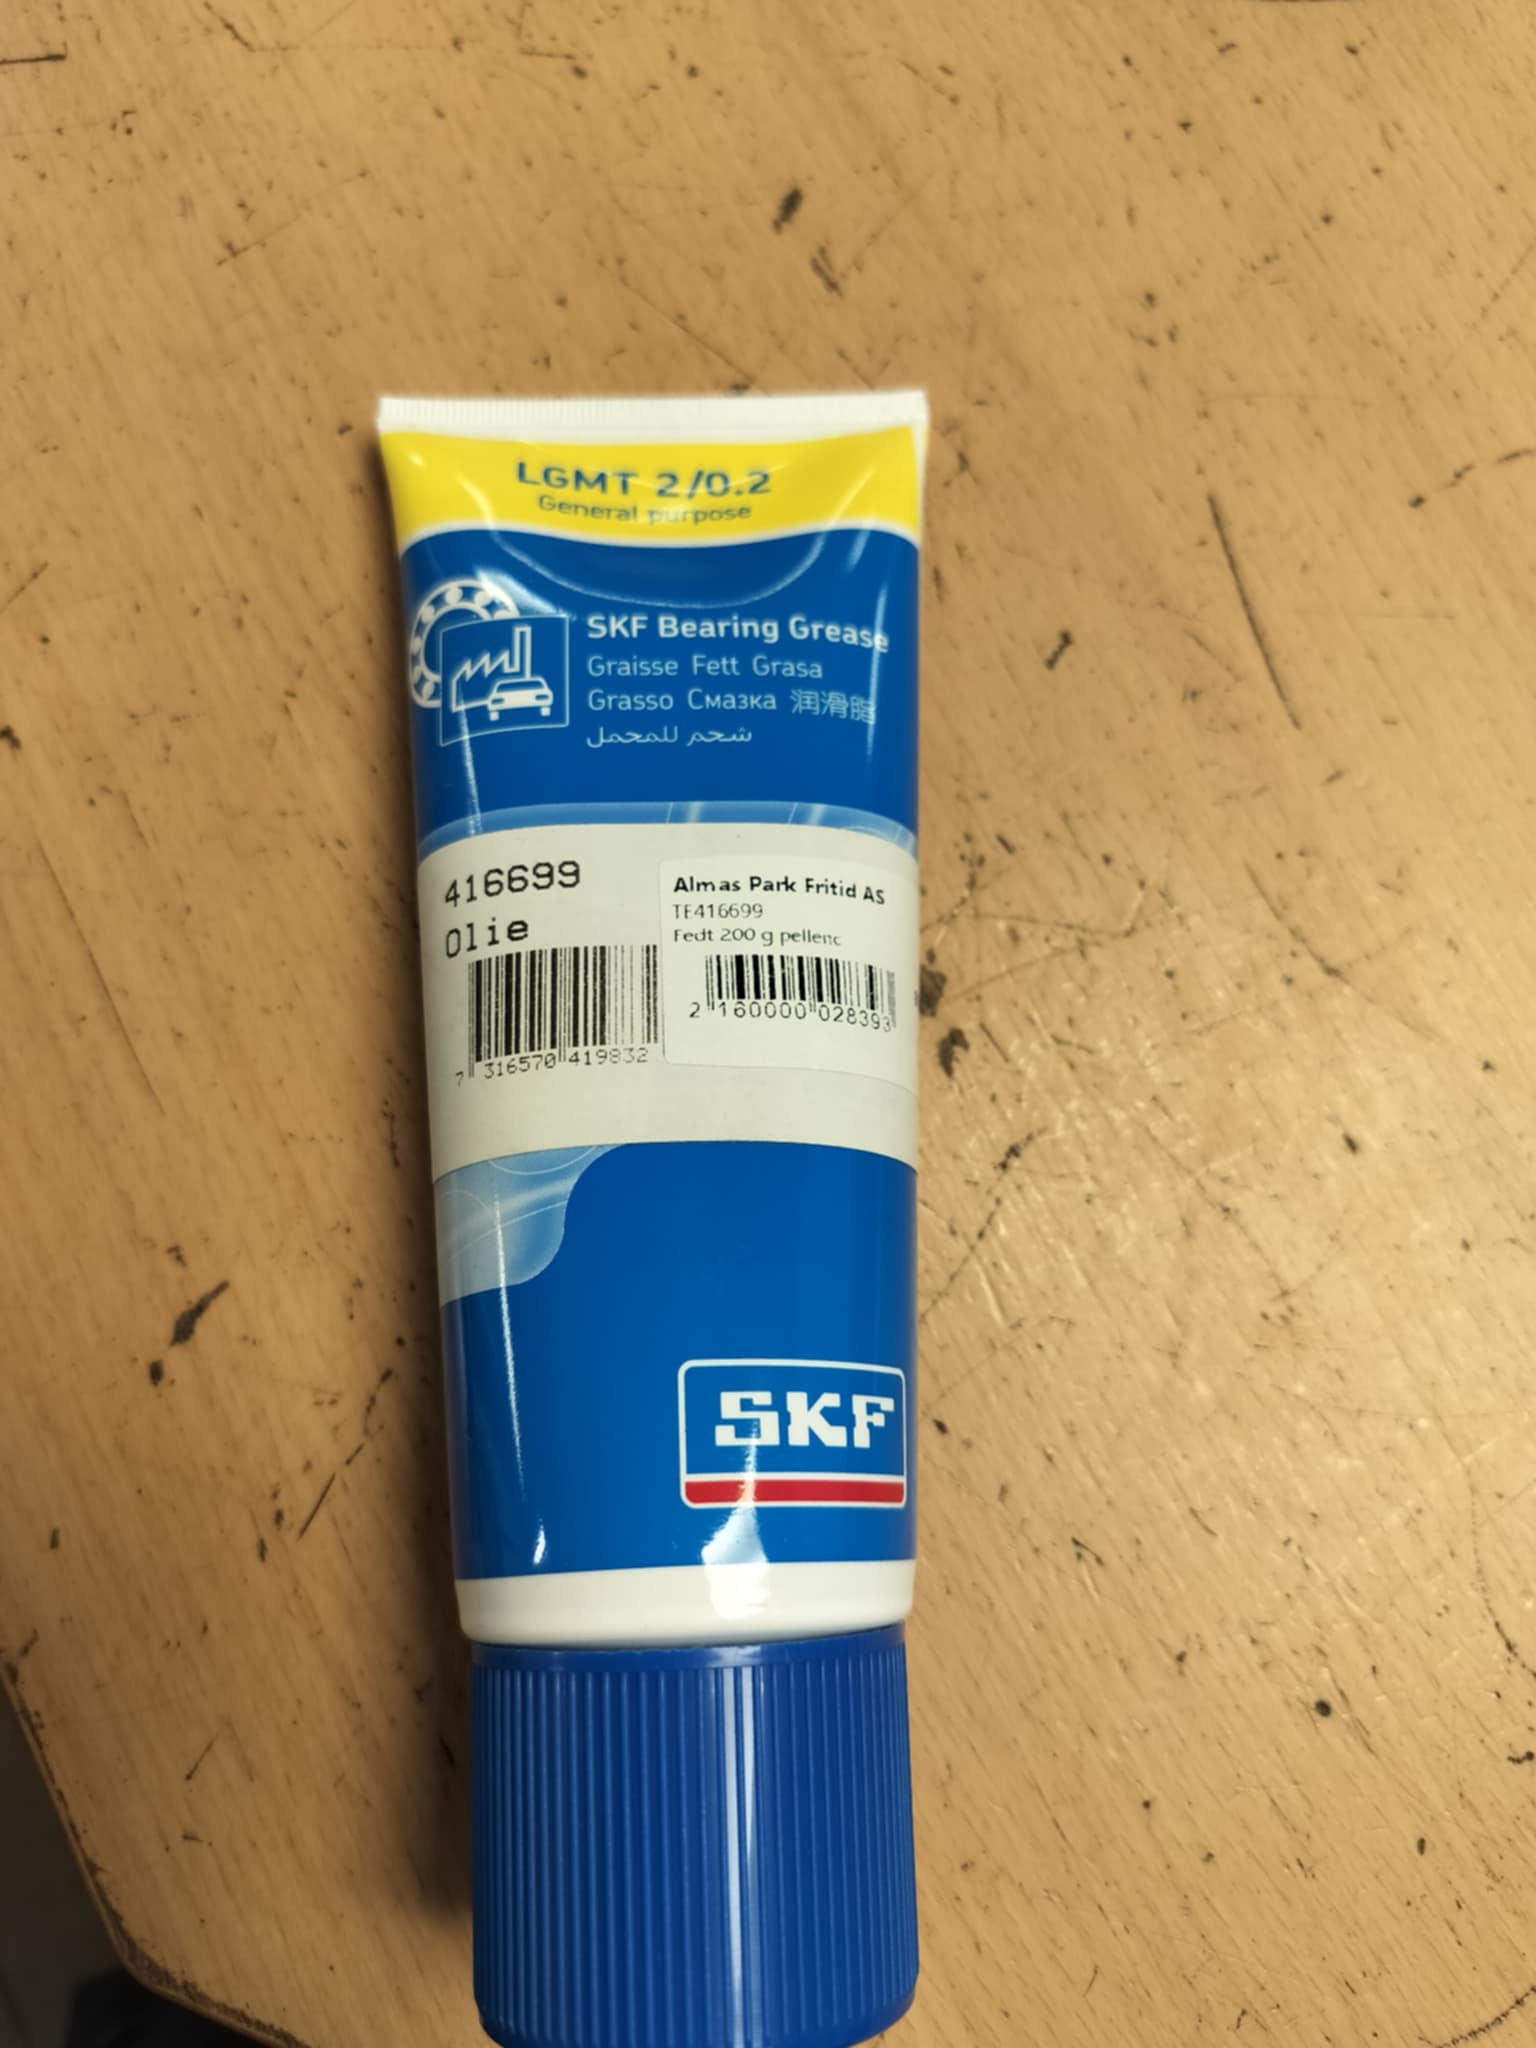 LGMT 2/0.2
General purpose
SKF Bearing Grease
Graisse Fett Grasa
Grasso Смазка 润滑脂
شحم للمحمل
416699
Olie
7 316570 419832
Almas Park Fritid AS
TE416699
Fedt 200 g pellenc
2 160000 028393
SKF